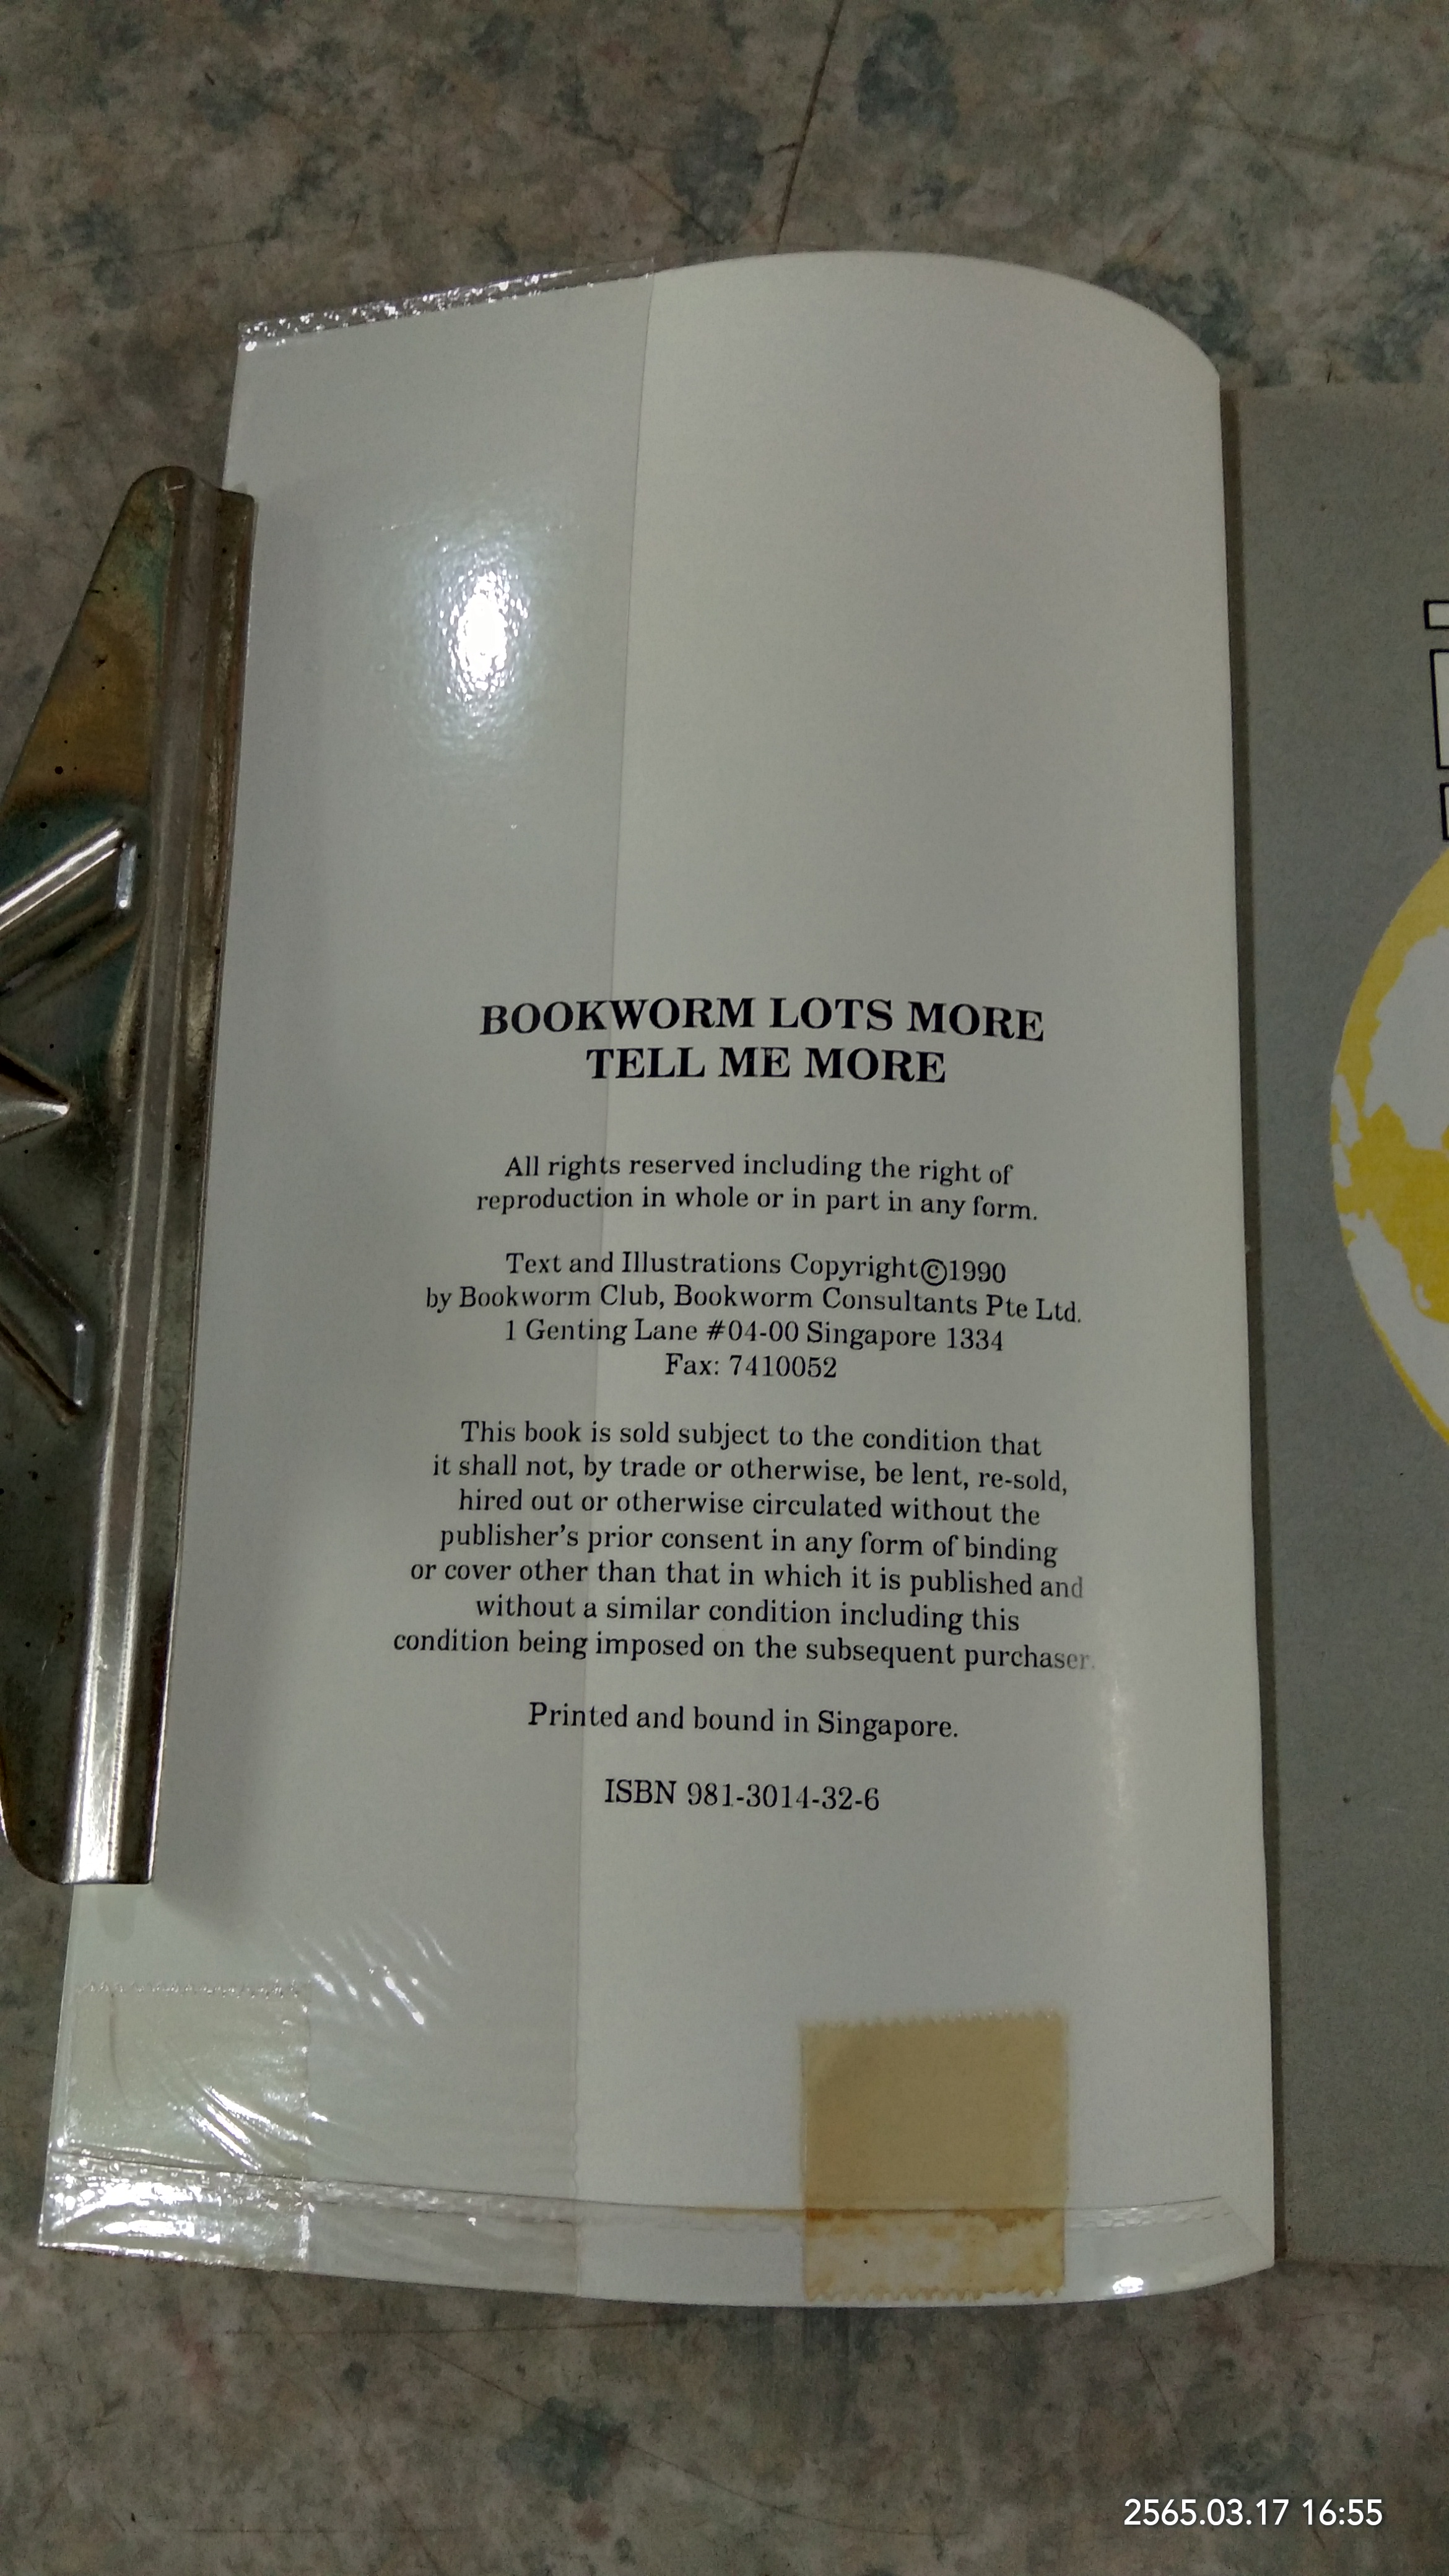 BOOKWORM LOTS MORE
TELL ME MORE
All rights reserved including the right of
reproduction in whole or in part in any form.
Text and Illustrations Copyright©1990
by Bookworm Club, Bookworm Consultants Pte Ltd.
1 Genting Lane #04-00 Singapore 1334
Fax: 7410052
This book is sold subject to the condition that
it shall not, by trade or otherwise, be lent, re-sold,
hired out or otherwise circulated without the
publisher's prior consent in any form of binding
or cover other than that in which it is published and
without a similar condition including this
condition being imposed on the subsequent purchaser.
Printed and bound in Singapore.
ISBN 981-3014-32-6
2565.03.17 16:55